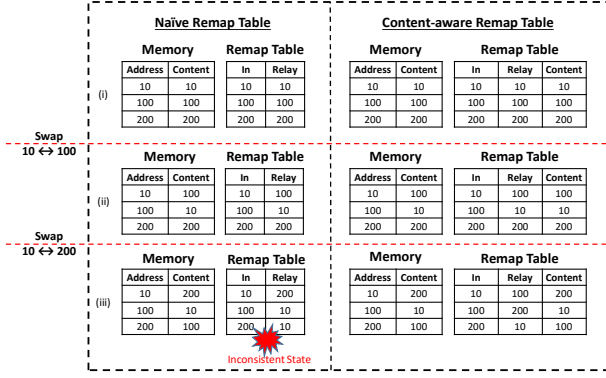 Naïve Remap Table
Content-aware Remap Table
Memory Remap Table Memory Remap Table
Address Content In Relay Address Content In Relay Content
10 10 10 10 10 10 10 10 10
(i) 100 100 100 100 100 100 100 100 100
200 200 200 200 200 200 200 200 200
Swap
10 ↔ 100
Memory Remap Table Memory Remap Table
Address Content In Relay Address Content In Relay Content
(ii) 10 100 10 100 10 100 10 100 100
100 10 100 10 100 10 100 10 10
200 200 200 200 200 200 200 200 200
Swap
10 ↔ 200
Memory Remap Table Memory Remap Table
Address Content In Relay Address Content In Relay Content
10 200 10 200 10 200 10 100 200
(iii) 100 10 100 10 100 10 100 200 10
200 100 200 10 200 100 200 10 100
Inconsistent State